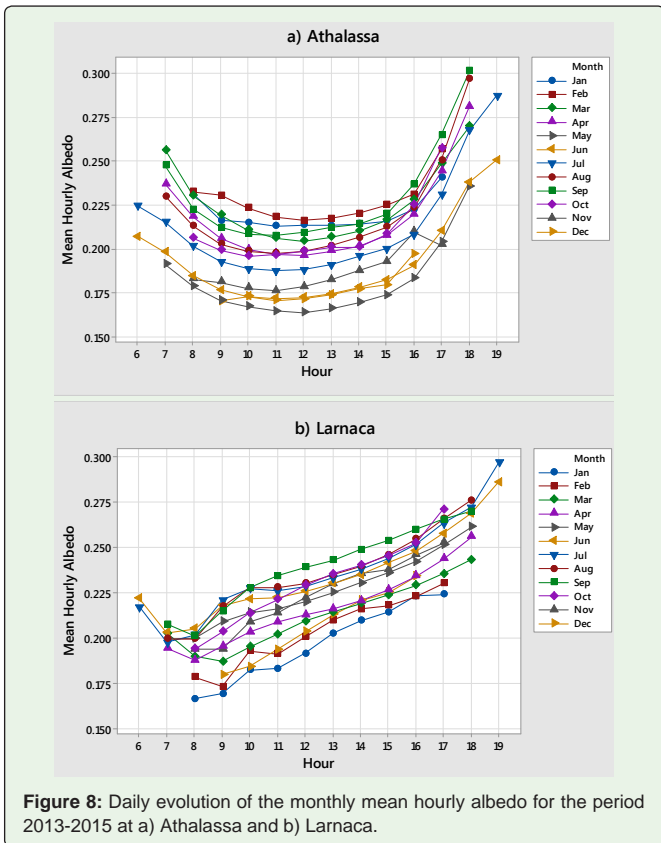 a) Athalassa
Mean Hourly Albedo
0.300
0.275
0.250
0.225
0.200
0.175
0.150
6 7 8 9 10 11 12 13 14 15 16 17 18 19
Hour
Month
Jan
Feb
Mar
Apr
May
Jun
Jul
Aug
Sep
Oct
Nov
Dec
b) Larnaca
Mean Hourly Albedo
0.300
0.275
0.250
0.225
0.200
0.175
0.150
6 7 8 9 10 11 12 13 14 15 16 17 18 19
Hour
Month
Jan
Feb
Mar
Apr
May
Jun
Jul
Aug
Sep
Oct
Nov
Dec
Figure 8: Daily evolution of the monthly mean hourly albedo for the period
2013-2015 at a) Athalassa and b) Larnaca.